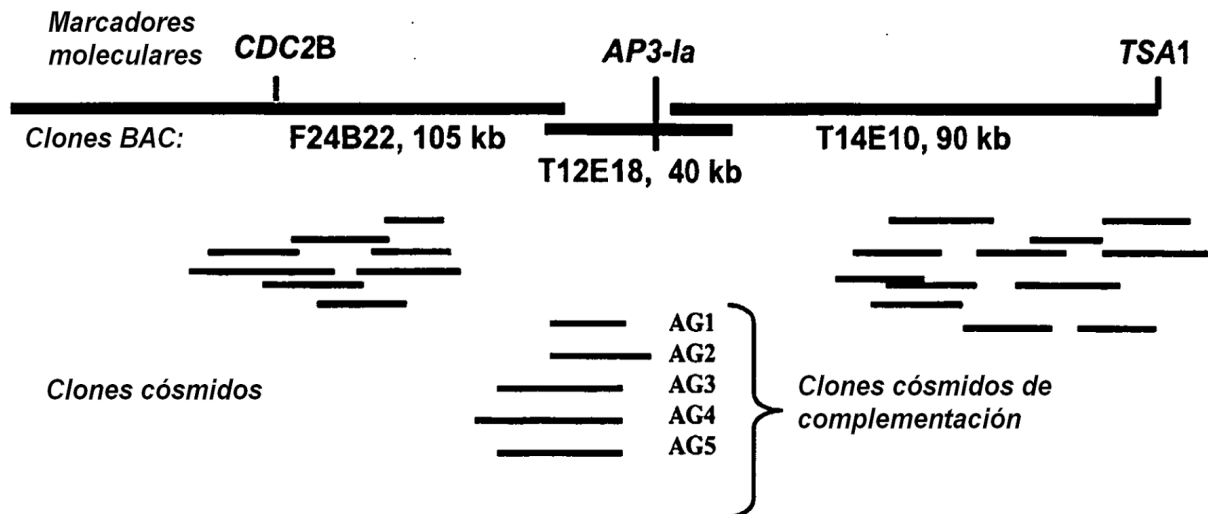 Marcadores
moleculares
CDC2B
AP3-la
TSA1
Clones BAC:
F24B22, 105 kb
T12E18, 40 kb
T14E10, 90 kb
AG1
AG2
AG3
AG4
AG5
Clones cósmidos
Clones cósmidos de
complementación